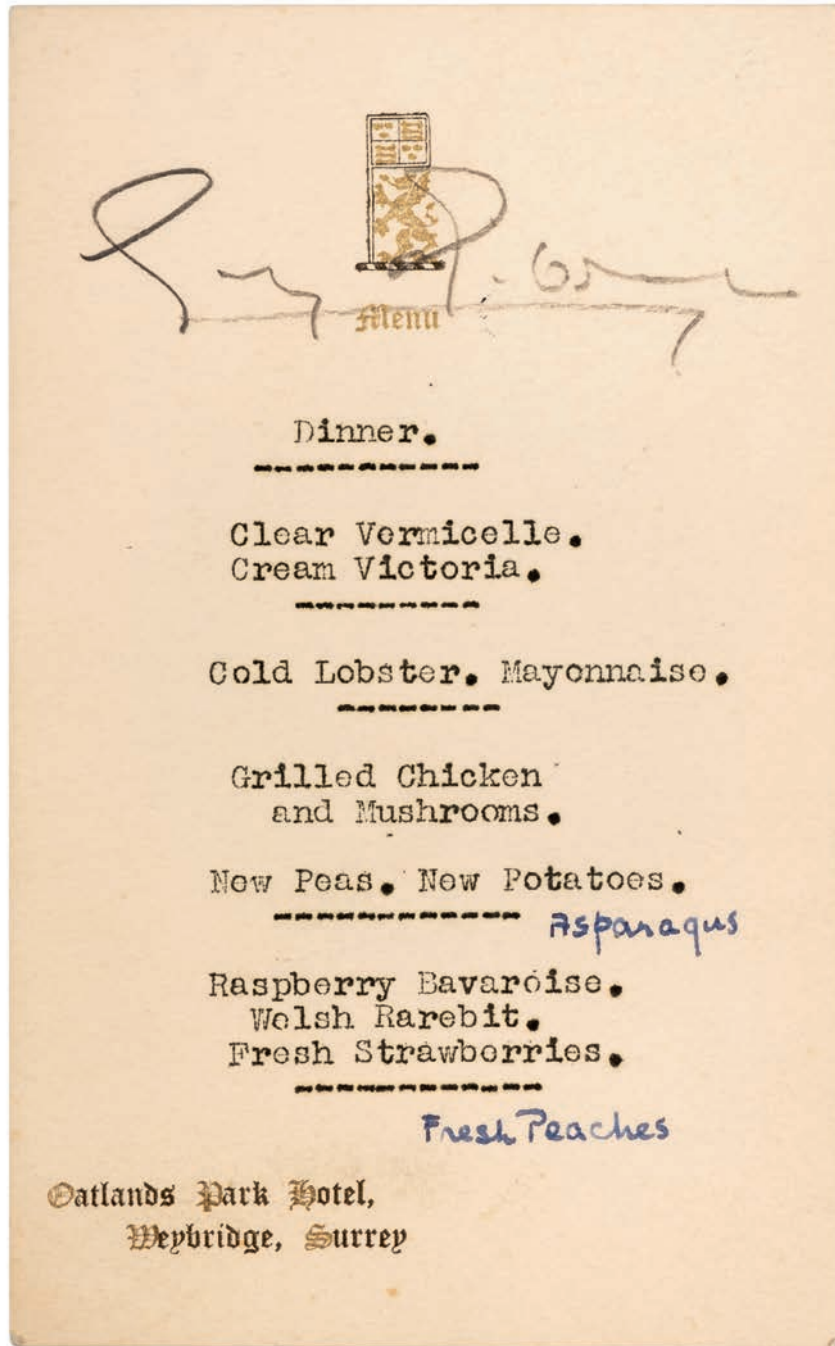 Menu
Dinner.
Clear Vermicelle.
Cream Victoria.
Cold Lobster. Mayonnaise.
Grilled Chicken
and Mushrooms.
New Peas. New Potatoes.
Asparagus
Raspberry Bavaroise.
Welsh Rarebit.
Fresh Strawberries.
Fresh Peaches
Oatlands Park Hotel,
Weybridge, Surrey